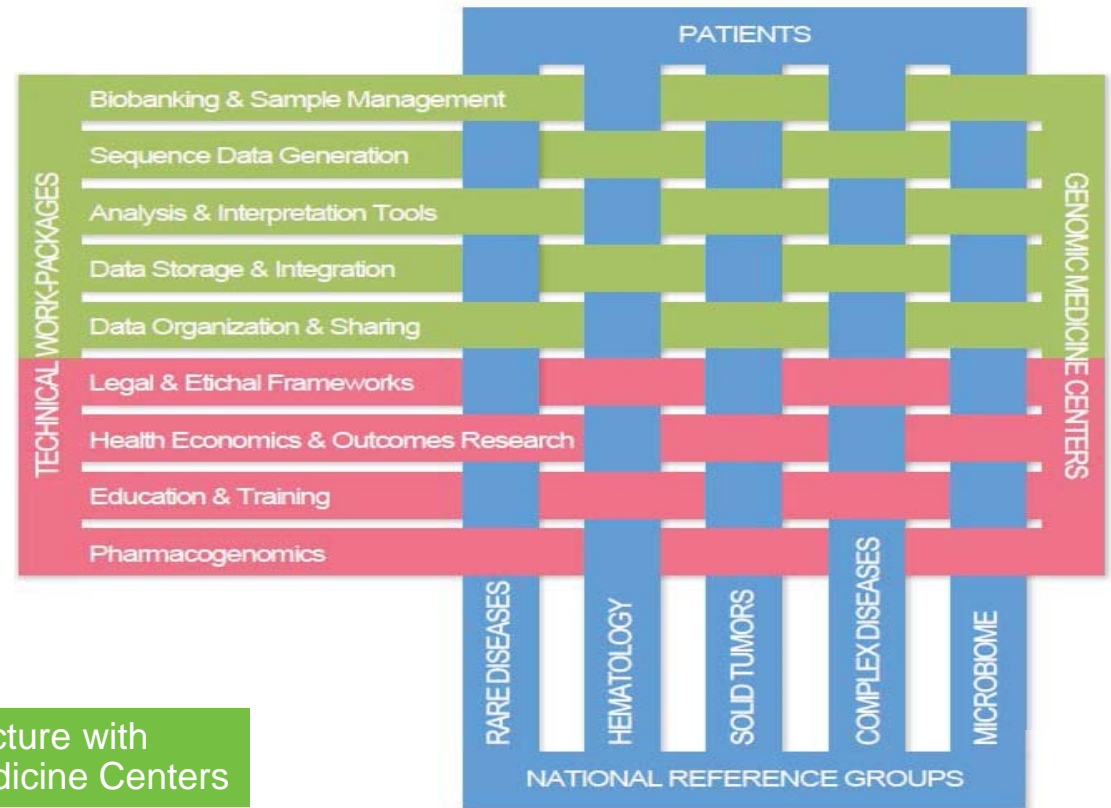 PATIENTS
Biobanking & Sample Management
Sequence Data Generation
Analysis & Interpretation Tools
Data Storage & Integration
Data Organization & Sharing
Legal & Etichal Frameworks
Health Economics & Outcomes Research
Education & Training
Pharmacogenomics
TECHNICAL WORK-PACKAGES
GENOMIC MEDICINE CENTERS
RARE DISEASES
HEMATOLOGY
SOLID TUMORS
COMPLEX DISEASES
MICROBIOME
NATIONAL REFERENCE GROUPS
cture with
dicine Centers